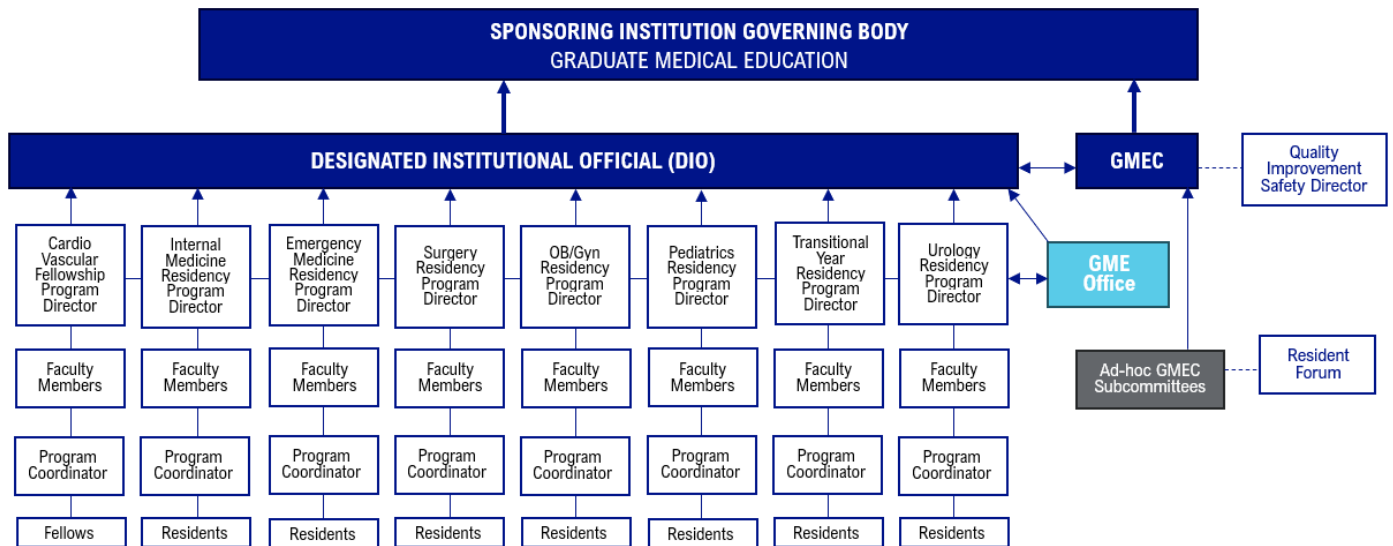 SPONSORING INSTITUTION GOVERNING BODY
GRADUATE MEDICAL EDUCATION
DESIGNATED INSTITUTIONAL OFFICIAL (DIO)
GMEC
Quality
Improvement
Safety Director
Cardio
Vascular
Fellowship
Program
Director
Internal
Medicine
Residency
Program
Director
Emergency
Medicine
Residency
Program
Director
Surgery
Residency
Program
Director
OB/Gyn
Residency
Program
Director
Pediatrics
Residency
Program
Director
Transitional
Year
Residency
Program
Director
Urology
Residency
Program
Director
GME
Office
Faculty
Members
Faculty
Members
Faculty
Members
Faculty
Members
Faculty
Members
Faculty
Members
Faculty
Members
Faculty
Members
Ad-hoc GMEC
Subcommittees
Resident
Forum
Program
Coordinator
Program
Coordinator
Program
Coordinator
Program
Coordinator
Program
Coordinator
Program
Coordinator
Program
Coordinator
Program
Coordinator
Fellows
Residents
Residents
Residents
Residents
Residents
Residents
Residents